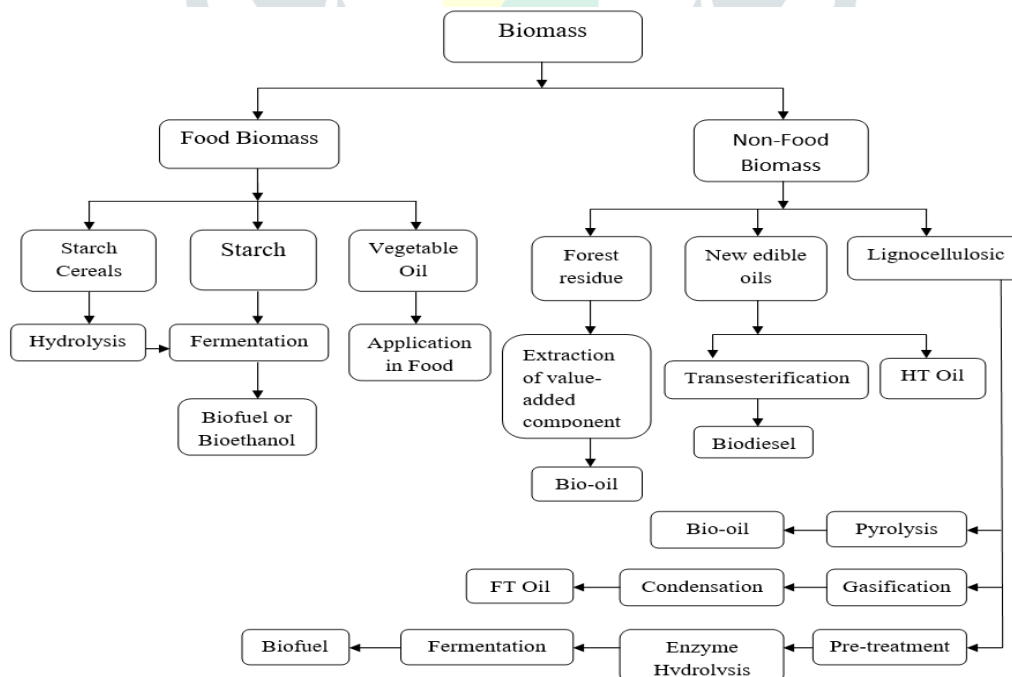 Biomass
Food Biomass
Non-Food
Biomass
Starch
Cereals
Starch
Vegetable
Oil
Forest
residue
New edible
oils
Lignocellulosic
Hydrolysis
Fermentation
Application
in Food
Extraction
of value-
added
component
Transesterification
HT Oil
Biofuel or
Bioethanol
Biodiesel
Bio-oil
Bio-oil
Pyrolysis
FT Oil
Condensation
Gasification
Biofuel
Fermentation
Enzyme
Hydrolysis
Pre-treatment